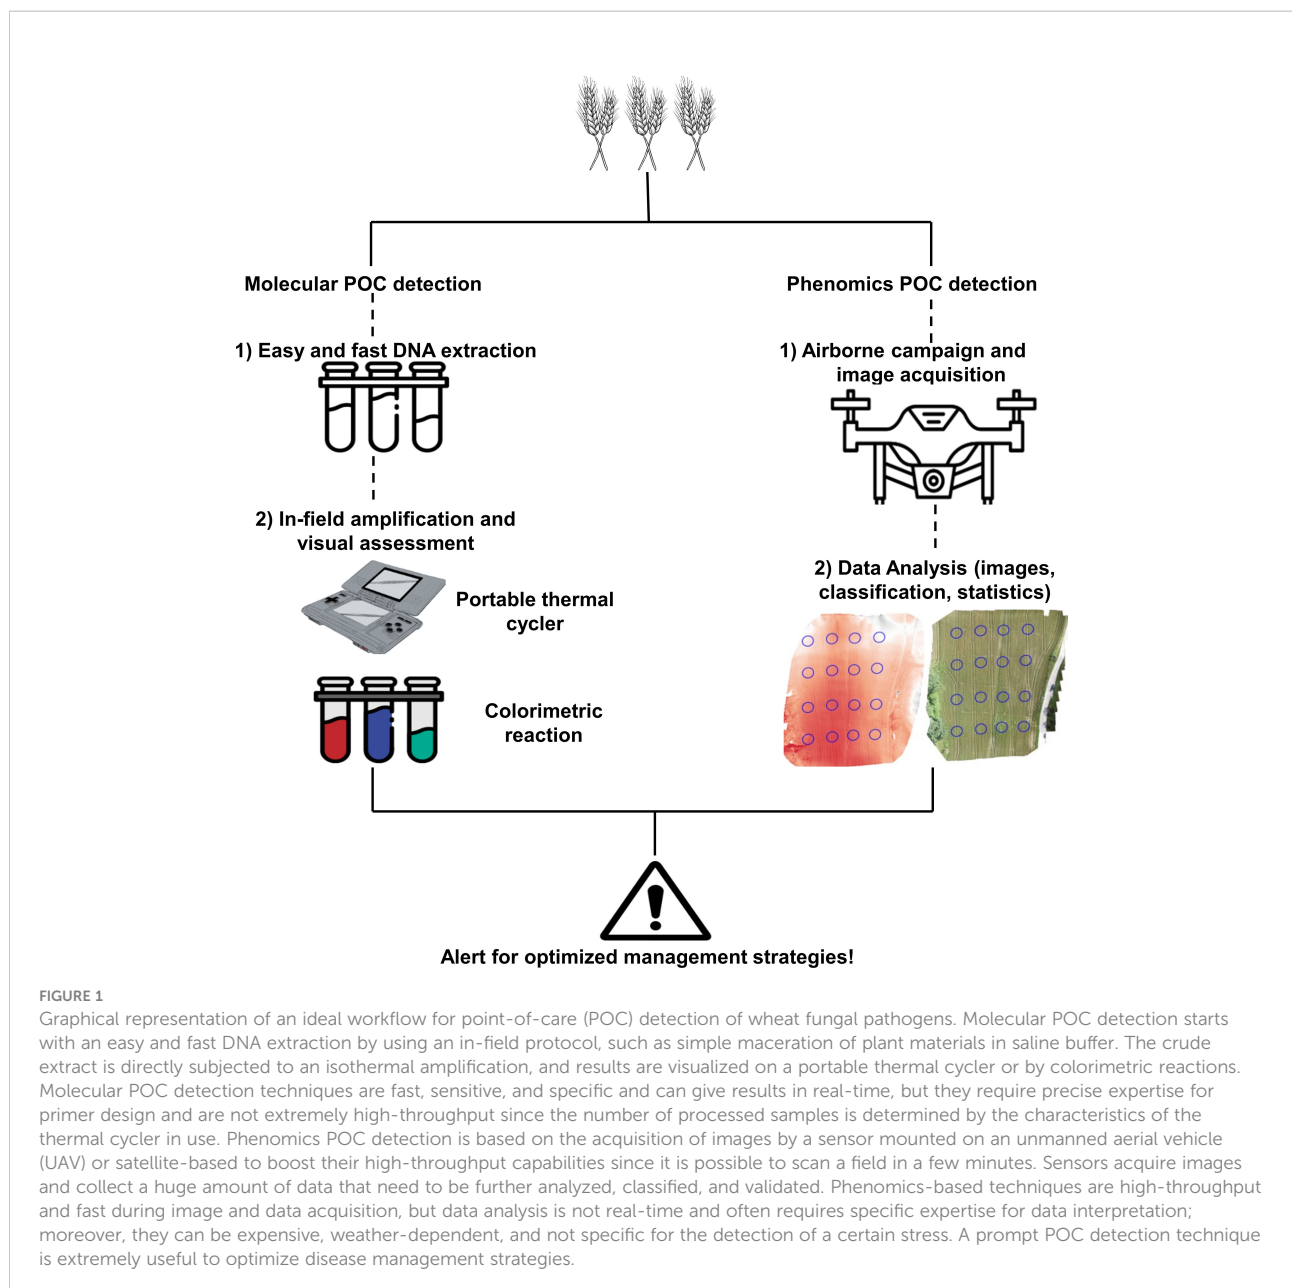 Molecular POC detection
Phenomics POC detection
1) Easy and fast DNA extraction
1) Airborne campaign and
image acquisition
2) In-field amplification and
visual assessment
Portable thermal
cycler
Colorimetric
reaction
2) Data Analysis (images,
classification, statistics)
Alert for optimized management strategies!
FIGURE 1
Graphical representation of an ideal workflow for point-of-care (POC) detection of wheat fungal pathogens. Molecular POC detection starts
with an easy and fast DNA extraction by using an in-field protocol, such as simple maceration of plant materials in saline buffer. The crude
extract is directly subjected to an isothermal amplification, and results are visualized on a portable thermal cycler or by colorimetric reactions.
Molecular POC detection techniques are fast, sensitive, and specific and can give results in real-time, but they require precise expertise for
primer design and are not extremely high-throughput since the number of processed samples is determined by the characteristics of the
thermal cycler in use. Phenomics POC detection is based on the acquisition of images by a sensor mounted on an unmanned aerial vehicle
(UAV) or satellite-based to boost their high-throughput capabilities since it is possible to scan a field in a few minutes. Sensors acquire images
and collect a huge amount of data that need to be further analyzed, classified, and validated. Phenomics-based techniques are high-throughput
and fast during image and data acquisition, but data analysis is not real-time and often requires specific expertise for data interpretation;
moreover, they can be expensive, weather-dependent, and not specific for the detection of a certain stress. A prompt POC detection technique
is extremely useful to optimize disease management strategies.